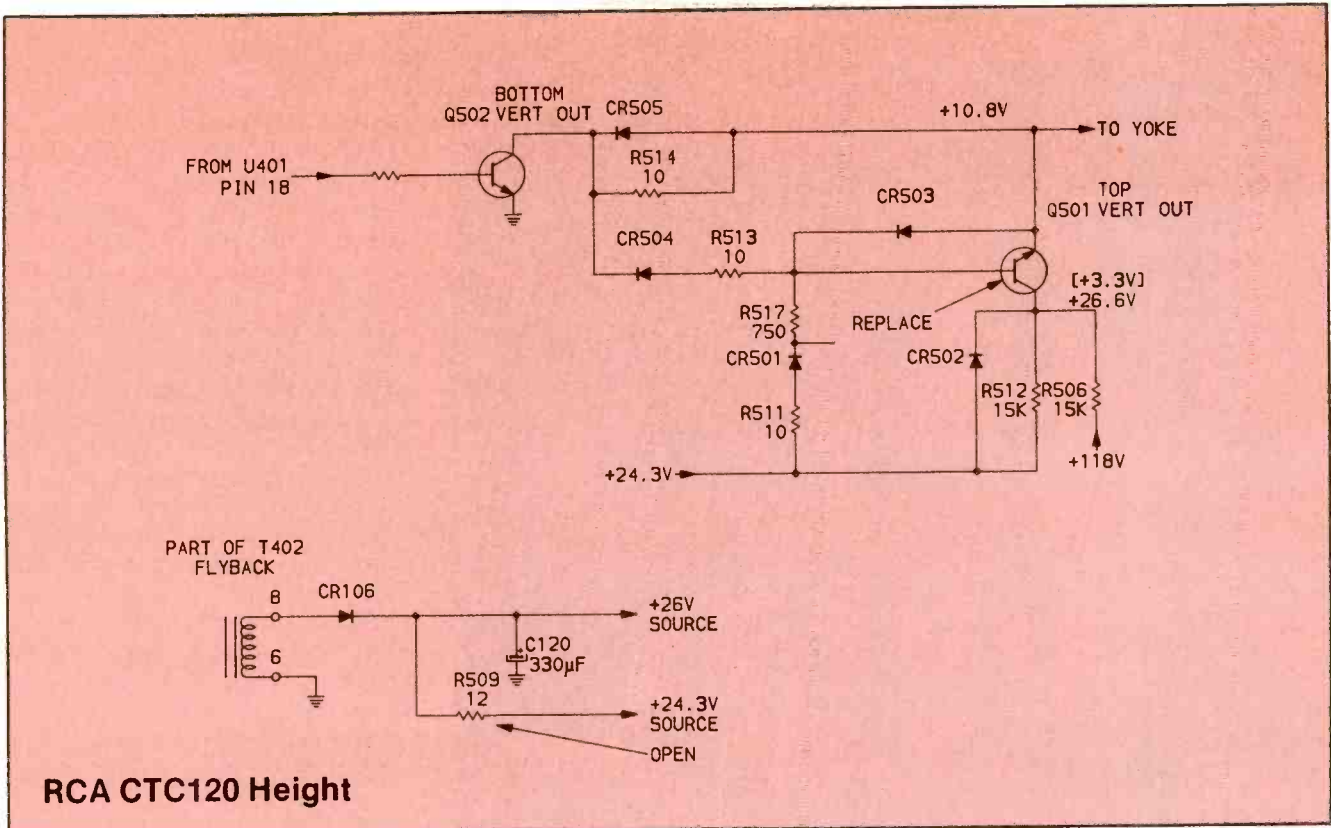 BOTTOM
Q502 VERT OUT
CR505
+10.8V
TO YOKE
FROM U401
PIN 18
R514
10
TOP
Q501 VERT OUT
CR503
CR504
R513
10
[+3.3V]
+26.6V
R517
750
REPLACE
CR501
CR502
R512
15K
R506
15K
R511
10
+24.3V
+118V
PART OF T402
FLYBACK
CR106
8
6
+26V
SOURCE
C120
330µF
+
R509
12
+24.3V
SOURCE
OPEN
RCA CTC120 Height